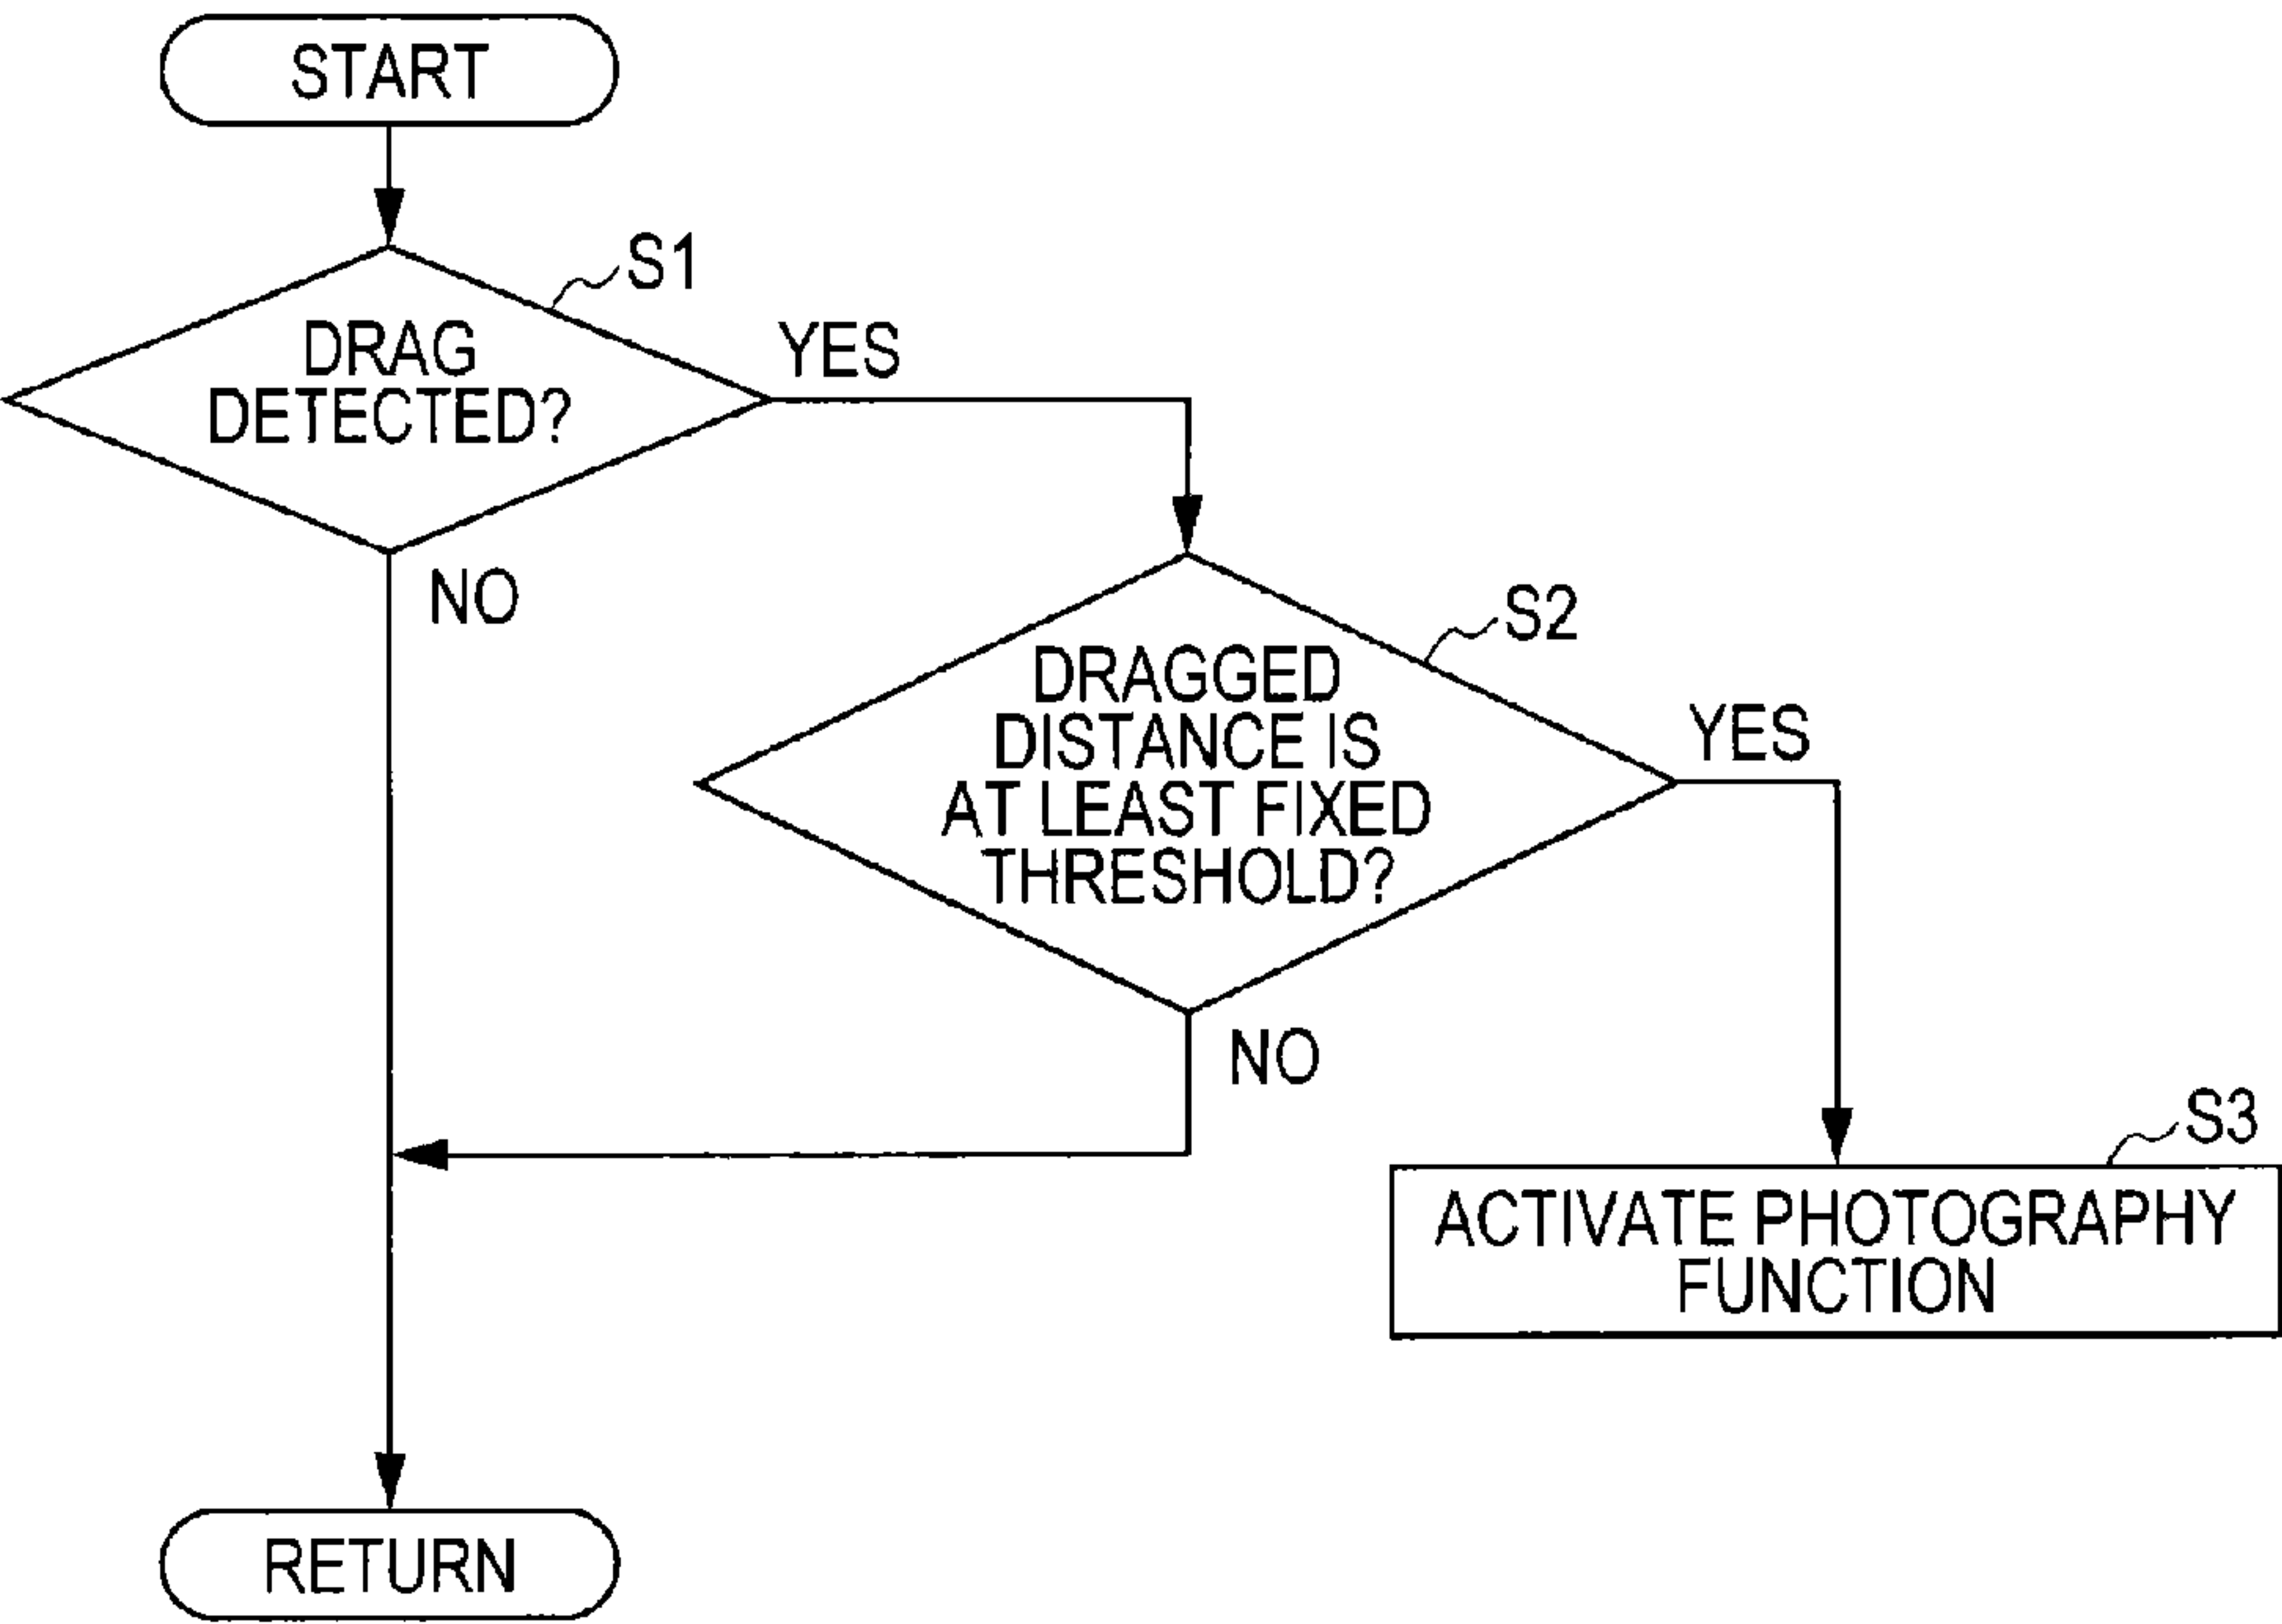 START
S1
DRAG
DETECTED?
YES
NO
S2
DRAGGED
DISTANCE IS
AT LEAST FIXED
THRESHOLD?
YES
NO
S3
ACTIVATE PHOTOGRAPHY
FUNCTION
RETURN